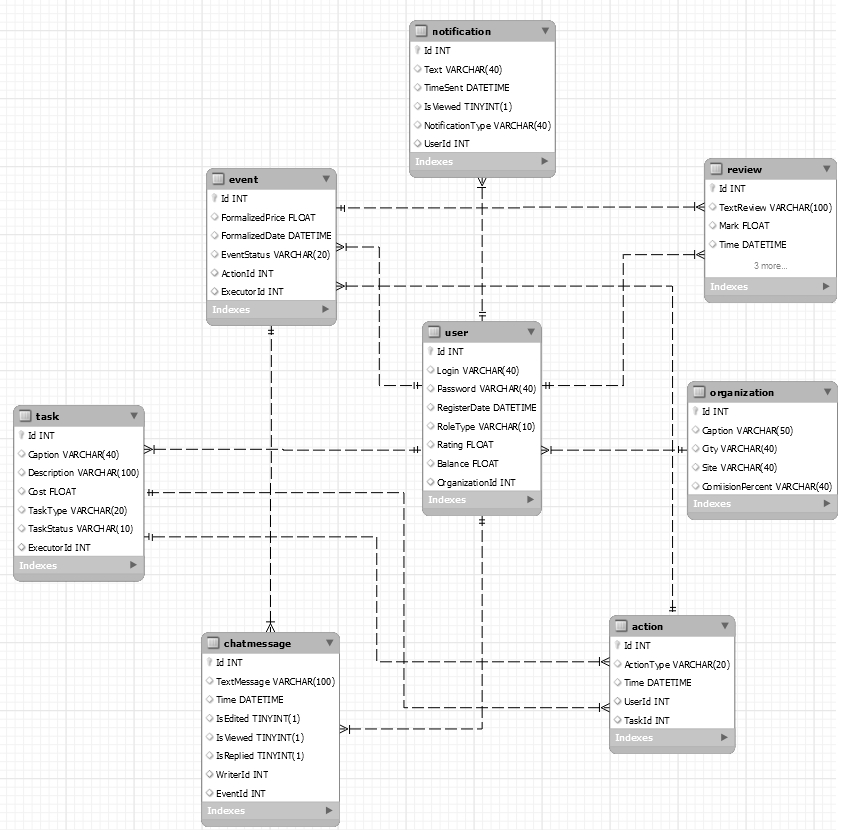 notification
Id INT
Text VARCHAR(40)
TimeSent DATETIME
IsViewed TINYINT(1)
NotificationType VARCHAR(40)
UserId INT
Indexes
event
Id INT
FormalizedPrice FLOAT
FormalizedDate DATETIME
EventStatus VARCHAR(20)
ActionId INT
ExecutorId INT
Indexes
review
Id INT
TextReview VARCHAR(100)
Mark FLOAT
Time DATETIME
3 more...
Indexes
user
Id INT
Login VARCHAR(40)
Password VARCHAR(40)
RegisterDate DATETIME
RoleType VARCHAR(10)
Rating FLOAT
Balance FLOAT
OrganizationId INT
Indexes
organization
Id INT
Caption VARCHAR(50)
City VARCHAR(40)
Site VARCHAR(40)
ComiisionPercent VARCHAR(40)
Indexes
task
Id INT
Caption VARCHAR(40)
Description VARCHAR(100)
Cost FLOAT
TaskType VARCHAR(20)
TaskStatus VARCHAR(10)
ExecutorId INT
Indexes
chatmessage
Id INT
TextMessage VARCHAR(100)
Time DATETIME
IsEdited TINYINT(1)
IsViewed TINYINT(1)
IsReplied TINYINT(1)
WriterId INT
EventId INT
Indexes
action
Id INT
ActionType VARCHAR(20)
Time DATETIME
UserId INT
TaskId INT
Indexes